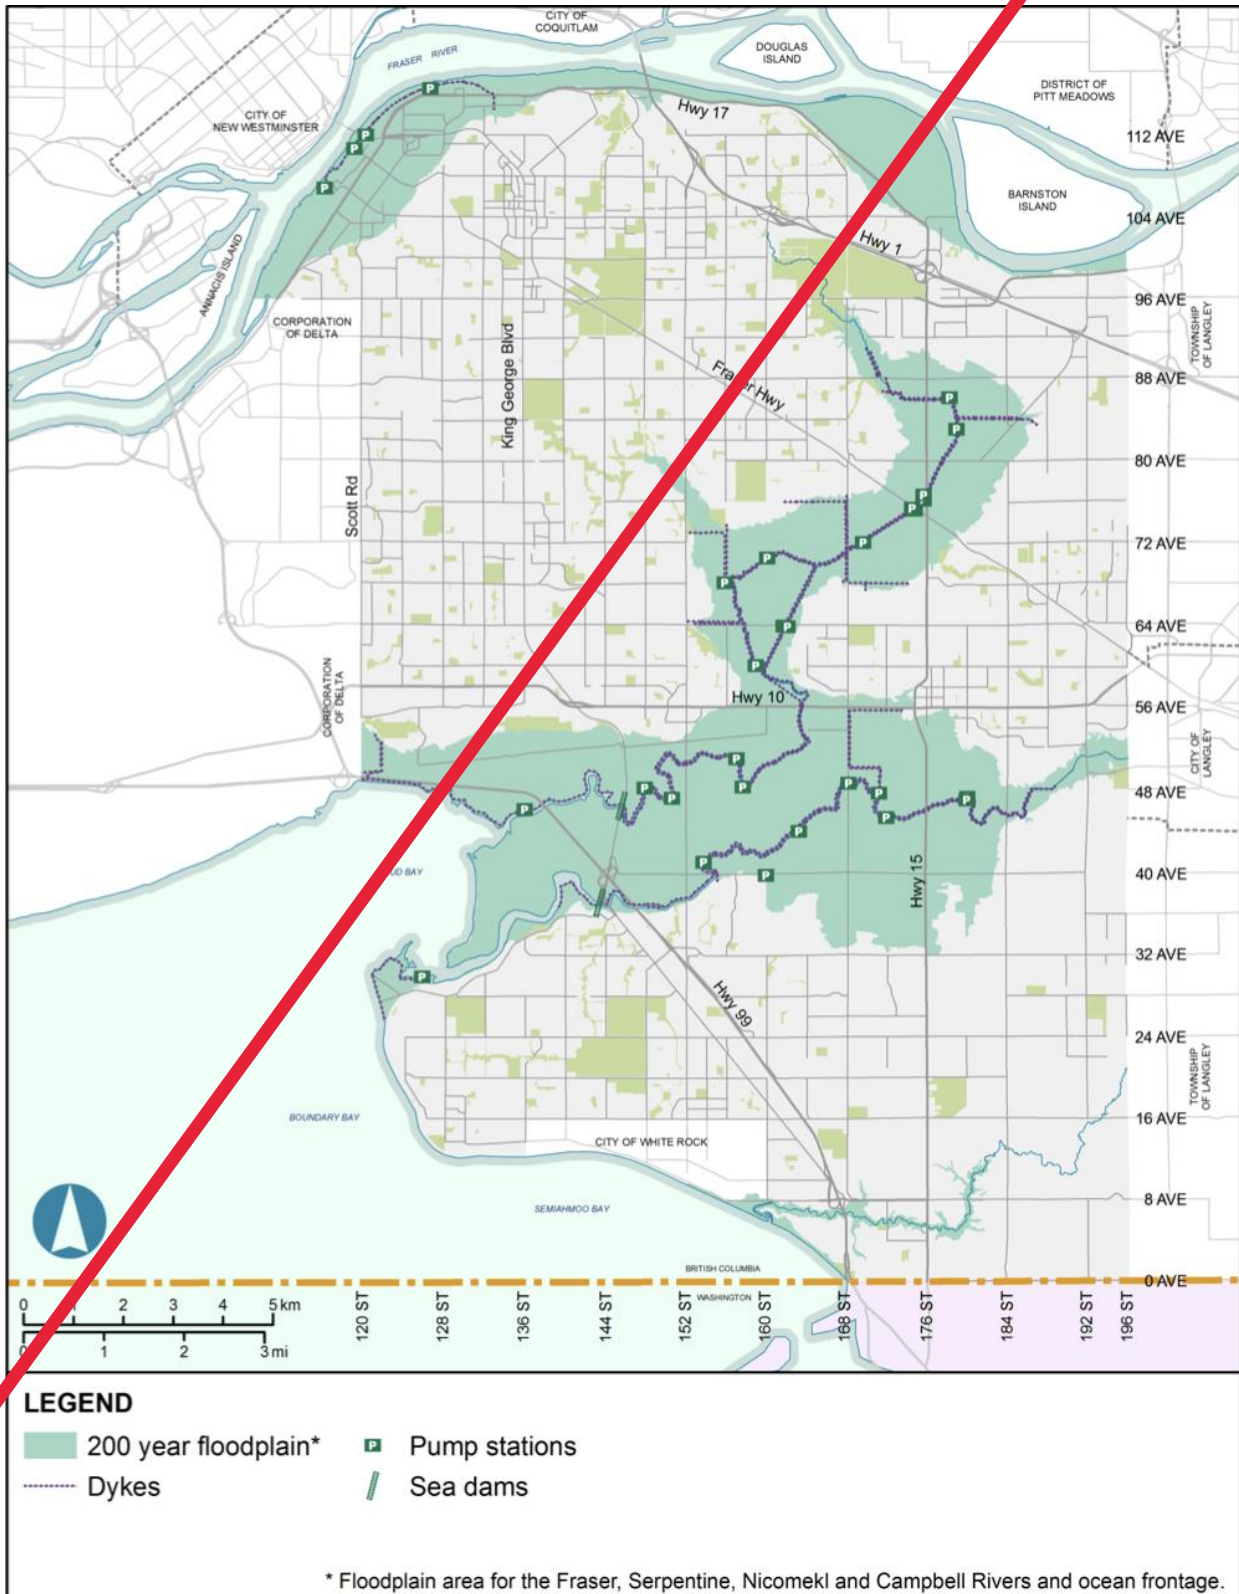 CITY OF
COQUITLAM
FRASER RIVER
DOUGLAS
ISLAND
DISTRICT OF
PITT MEADOWS
CITY OF
NEW WESTMINSTER
Hwy 17
112 AVE
BARNSTON
ISLAND
104 AVE
Hwy 1
ANNACIS ISLAND
96 AVE
CORPORATION
OF DELTA
TOWNSHIP
OF LANGLEY
King George Blvd
88 AVE
Hwy
80 AVE
Scott Rd
72 AVE
64 AVE
CORPORATION
OF DELTA
Hwy 10
56 AVE
CITY OF
LANGLEY
48 AVE
BAY
40 AVE
Hwy 15
32 AVE
Hwy 99
24 AVE
TOWNSHIP
OF LANGLEY
16 AVE
BOUNDARY BAY
CITY OF WHITE ROCK
8 AVE
SEMIAHMOO BAY
BRITISH COLUMBIA
0 AVE
WASHINGTON
0 1 2 3 4 5 km
0 1 2 3 mi
120 ST
128 ST
136 ST
144 ST
152 ST
160 ST
168 ST
176 ST
184 ST
192 ST
196 ST
LEGEND
200 year floodplain*
P Pump stations
Dykes
Sea dams
* Floodplain area for the Fraser, Serpentine, Nicomekl and Campbell Rivers and ocean frontage.